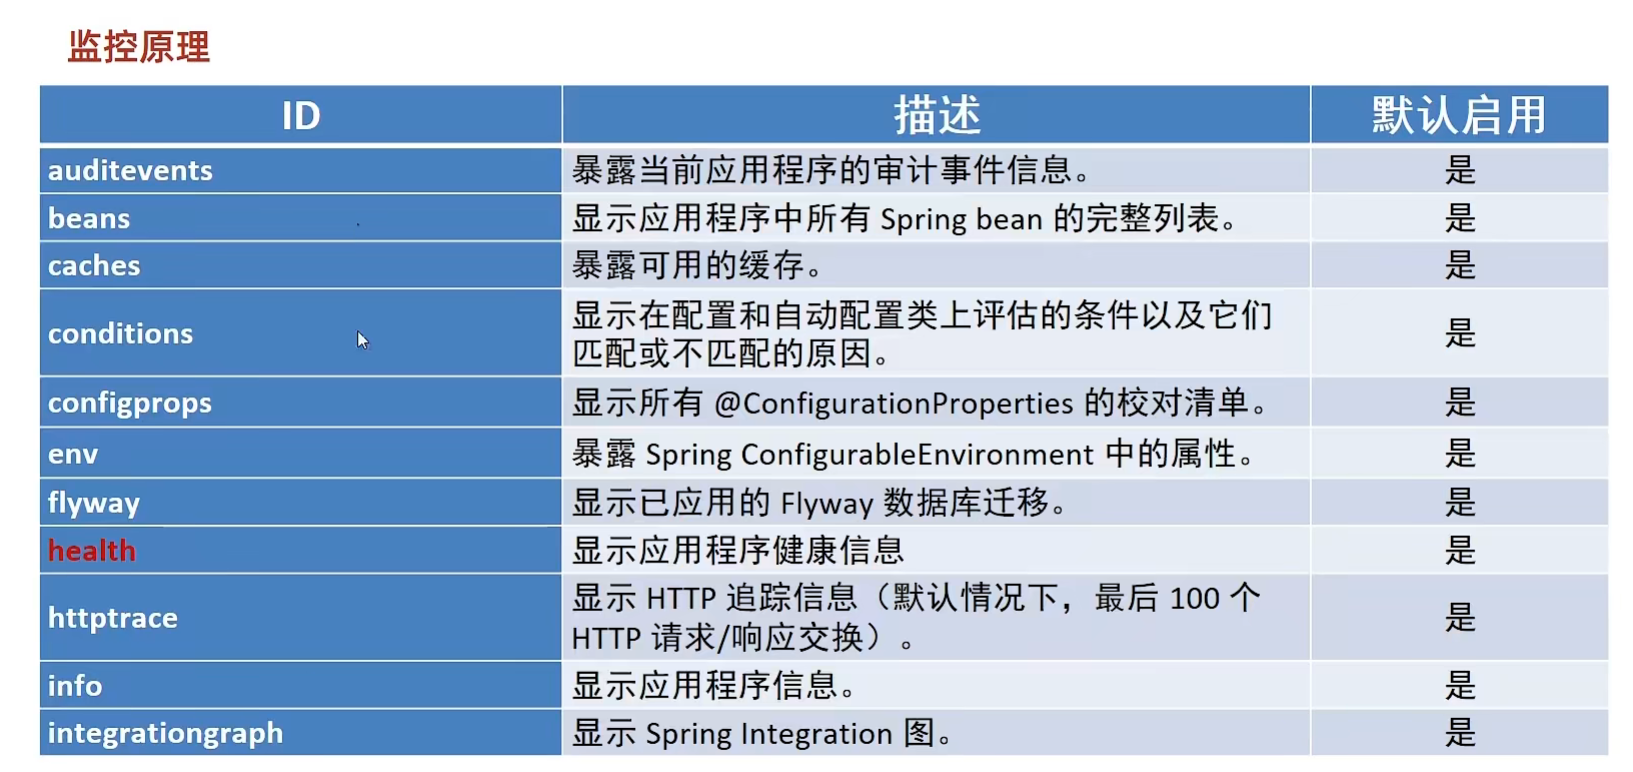 监控原理
ID 描述 默认启用
auditevents 暴露当前应用程序的审计事件信息。 是
beans 显示应用程序中所有 Spring bean 的完整列表。 是
caches 暴露可用的缓存。 是
conditions 显示在配置和自动配置类上评估的条件以及它们
匹配或不匹配的原因。 是
configprops 显示所有 @ConfigurationProperties 的校对清单。 是
env 暴露 Spring ConfigurableEnvironment 中的属性。 是
flyway 显示已应用的 Flyway 数据库迁移。 是
health 显示应用程序健康信息 是
httptrace 显示 HTTP 追踪信息（默认情况下，最后 100 个
HTTP 请求/响应交换）。 是
info 显示应用程序信息。 是
integrationgraph 显示 Spring Integration 图。 是